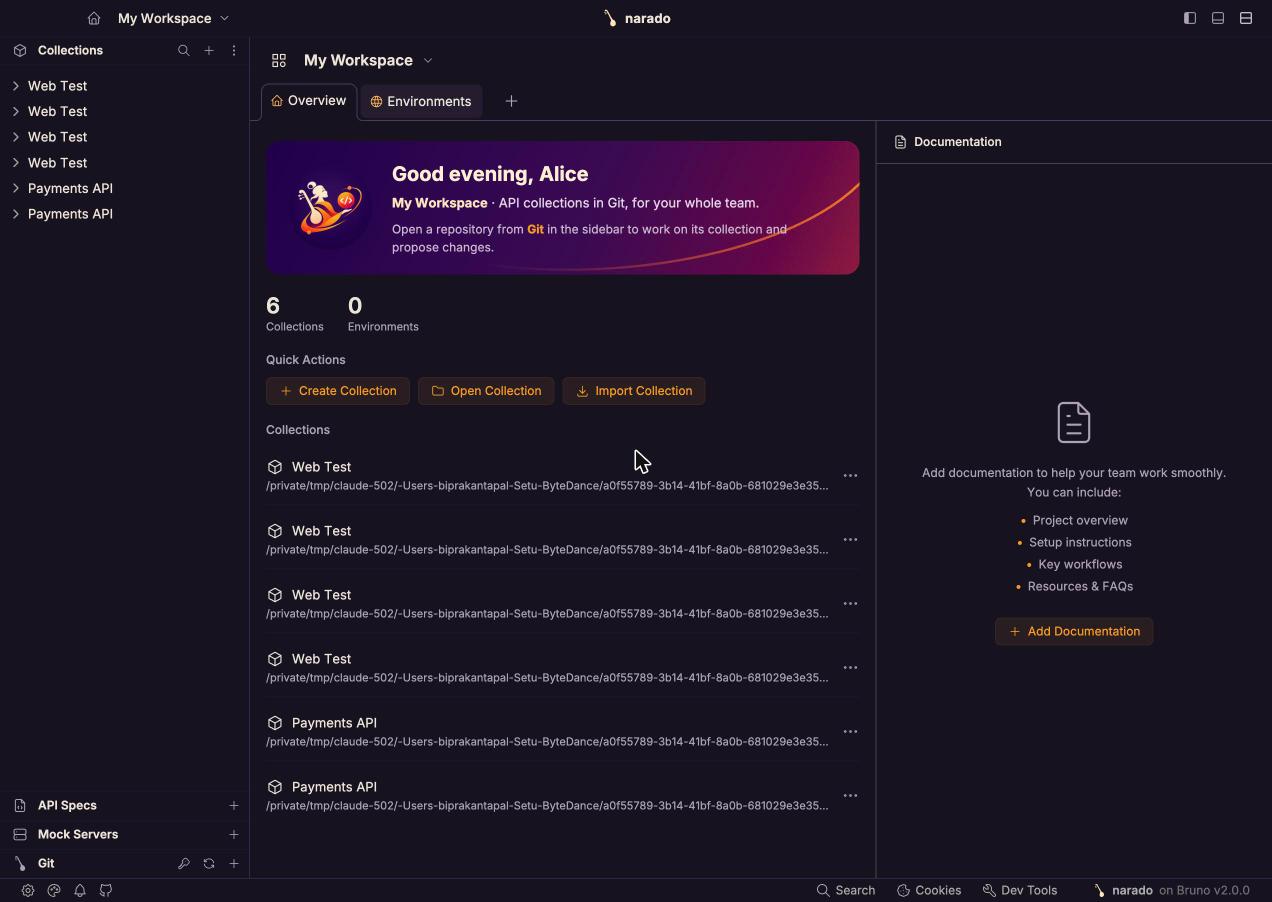 My Workspace
narado
Collections
Web Test
Web Test
Web Test
Web Test
Payments API
Payments API
API Specs
Mock Servers
Git
My Workspace
Overview
Environments
Good evening, Alice
My Workspace · API collections in Git, for your whole team.
Open a repository from Git in the sidebar to work on its collection and
propose changes.
6
Collections
0
Environments
Quick Actions
Create Collection
Open Collection
Import Collection
Collections
Web Test
/private/tmp/claude-502/-Users-biprakantapal-Setu-ByteDance/a0f55789-3b14-41bf-8a0b-681029e3e35...
Web Test
/private/tmp/claude-502/-Users-biprakantapal-Setu-ByteDance/a0f55789-3b14-41bf-8a0b-681029e3e35...
Web Test
/private/tmp/claude-502/-Users-biprakantapal-Setu-ByteDance/a0f55789-3b14-41bf-8a0b-681029e3e35...
Web Test
/private/tmp/claude-502/-Users-biprakantapal-Setu-ByteDance/a0f55789-3b14-41bf-8a0b-681029e3e35...
Payments API
/private/tmp/claude-502/-Users-biprakantapal-Setu-ByteDance/a0f55789-3b14-41bf-8a0b-681029e3e35...
Payments API
/private/tmp/claude-502/-Users-biprakantapal-Setu-ByteDance/a0f55789-3b14-41bf-8a0b-681029e3e35...
Documentation
Add documentation to help your team work smoothly.
You can include:
• Project overview
• Setup instructions
• Key workflows
• Resources & FAQs
Add Documentation
Search
Cookies
Dev Tools
narado on Bruno v2.0.0